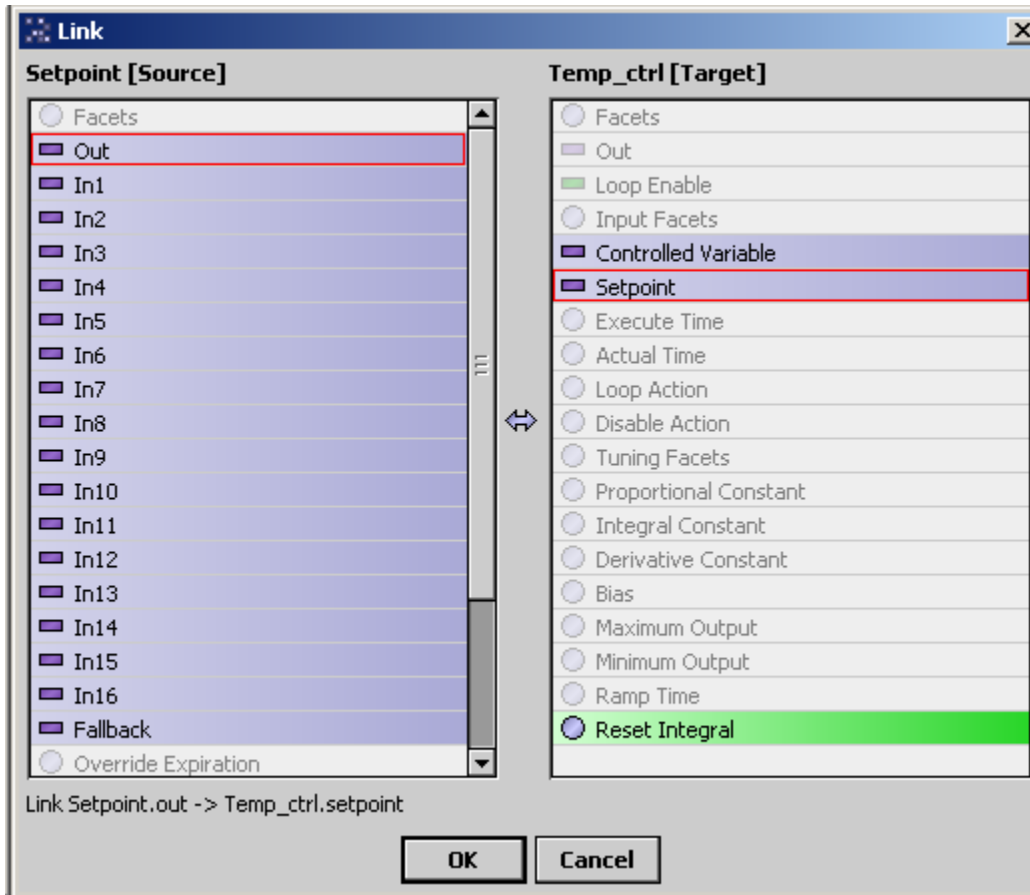 Link
Setpoint [Source]
Facets
Out
In1
In2
In3
In4
In5
In6
In7
In8
In9
In10
In11
In12
In13
In14
In15
In16
Fallback
Override Expiration
Temp_ctrl [Target]
Facets
Out
Loop Enable
Input Facets
Controlled Variable
Setpoint
Execute Time
Actual Time
Loop Action
Disable Action
Tuning Facets
Proportional Constant
Integral Constant
Derivative Constant
Bias
Maximum Output
Minimum Output
Ramp Time
Reset Integral
Link Setpoint.out -> Temp_ctrl.setpoint
OK
Cancel